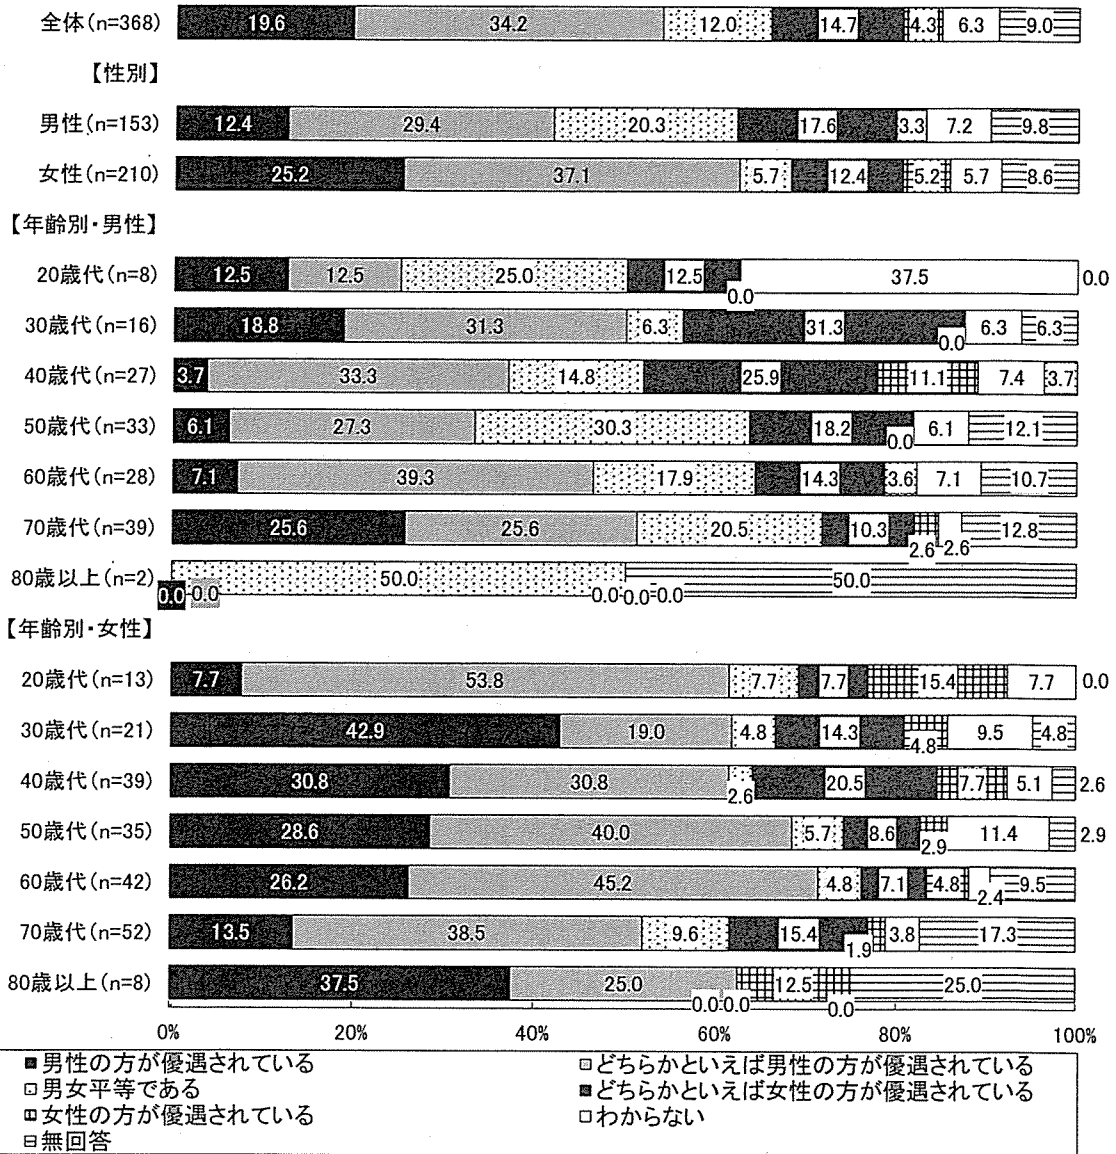 全体(n=368) 19.6 34.2 12.0 14.7 4.3 6.3 9.0
【性別】
男性(n=153) 12.4 29.4 20.3 17.6 3.3 7.2 9.8
女性(n=210) 25.2 37.1 5.7 12.4 5.2 5.7 8.6
【年齢別・男性】
20歳代(n=8) 12.5 12.5 25.0 12.5 0.0 37.5 0.0
30歳代(n=16) 18.8 31.3 6.3 31.3 0.0 6.3 6.3
40歳代(n=27) 3.7 33.3 14.8 25.9 11.1 7.4 3.7
50歳代(n=33) 6.1 27.3 30.3 18.2 0.0 6.1 12.1
60歳代(n=28) 7.1 39.3 17.9 14.3 3.6 7.1 10.7
70歳代(n=39) 25.6 25.6 20.5 10.3 2.6 2.6 12.8
80歳以上(n=2) 0.0 0.0 50.0 0.0 0.0 0.0 50.0
【年齢別・女性】
20歳代(n=13) 7.7 53.8 7.7 7.7 15.4 7.7 0.0
30歳代(n=21) 42.9 19.0 4.8 14.3 4.8 9.5 4.8
40歳代(n=39) 30.8 30.8 2.6 20.5 7.7 5.1 2.6
50歳代(n=35) 28.6 40.0 5.7 8.6 2.9 11.4 2.9
60歳代(n=42) 26.2 45.2 4.8 7.1 4.8 2.4 9.5
70歳代(n=52) 13.5 38.5 9.6 15.4 1.9 3.8 17.3
80歳以上(n=8) 37.5 25.0 0.0 0.0 12.5 0.0 25.0
0% 20% 40% 60% 80% 100%
男性の方が優遇されている どちらかといえば男性の方が優遇されている
男女平等である どちらかといえば女性の方が優遇されている
女性の方が優遇されている わからない
無回答